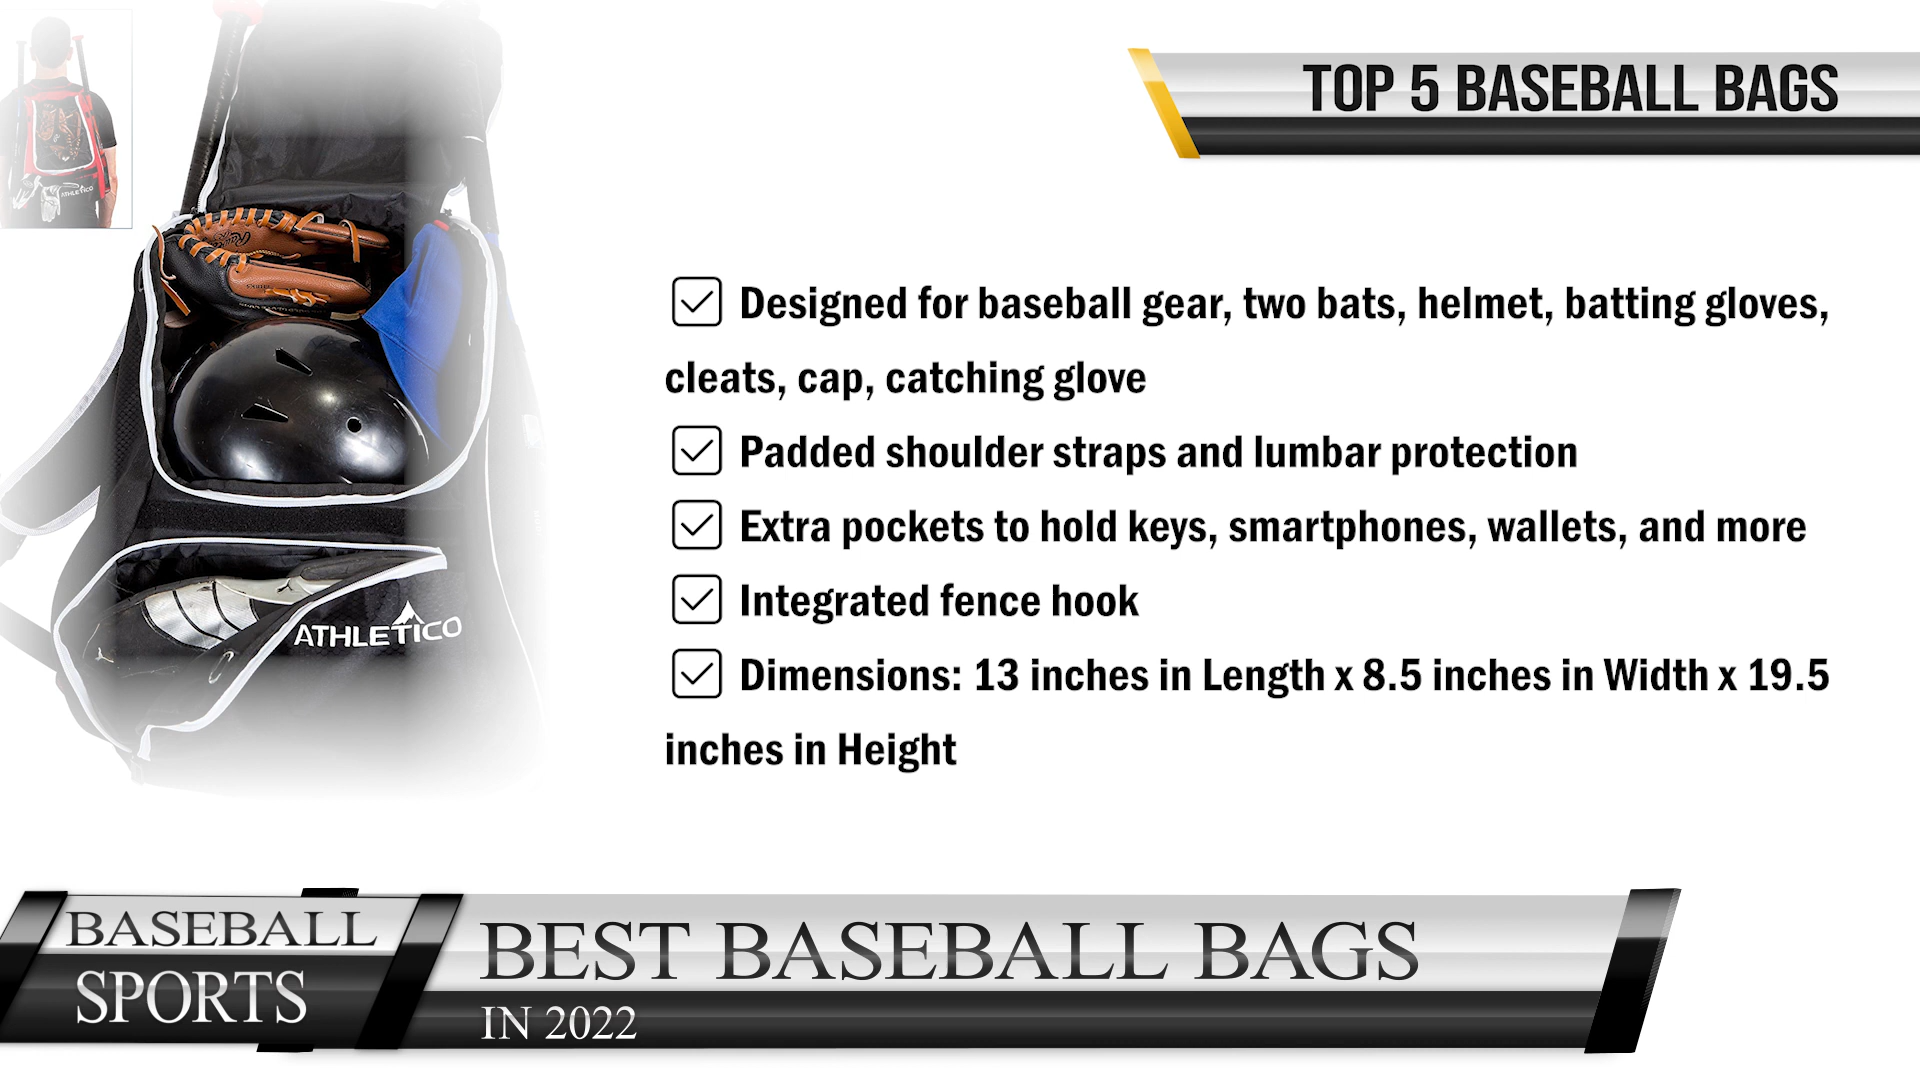 TOP 5 BASEBALL BAGS
Designed for baseball gear, two bats, helmet, batting gloves,
cleats, cap, catching glove
Padded shoulder straps and lumbar protection
Extra pockets to hold keys, smartphones, wallets, and more
Integrated fence hook
Dimensions: 13 inches in Length x 8.5 inches in Width x 19.5
inches in Height
ATHLETICO
ATHLETICO
BASEBALL
SPORTS
BEST BASEBALL BAGS
IN 2022